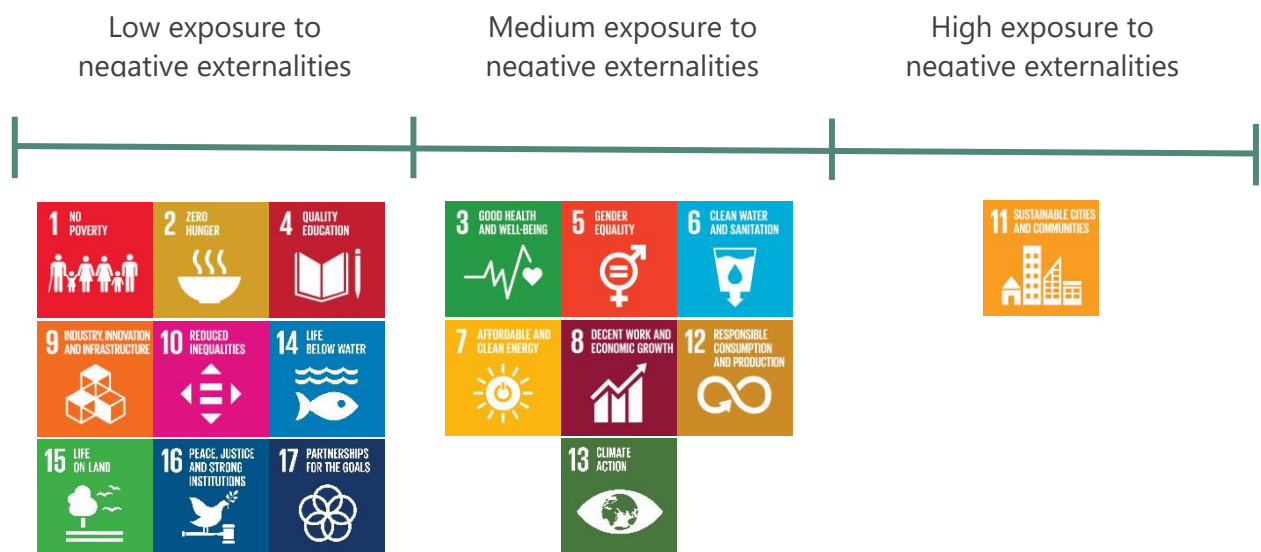 Low exposure to
negative externalities
Medium exposure to
negative externalities
High exposure to
negative externalities
1 NO
POVERTY
2 ZERO
HUNGER
4 QUALITY
EDUCATION
3 GOOD HEALTH
AND WELL-BEING
5 GENDER
EQUALITY
6 CLEAN WATER
AND SANITATION
11 SUSTAINABLE CITIES
AND COMMUNITIES
9 INDUSTRY, INNOVATION
AND INFRASTRUCTURE
10 REDUCED
INEQUALITIES
14 LIFE
BELOW WATER
7 AFFORDABLE AND
CLEAN ENERGY
8 DECENT WORK AND
ECONOMIC GROWTH
12 RESPONSIBLE
CONSUMPTION
AND PRODUCTION
15 LIFE
ON LAND
16 PEACE, JUSTICE
AND STRONG
INSTITUTIONS
17 PARTNERSHIPS
FOR THE GOALS
13 CLIMATE
ACTION